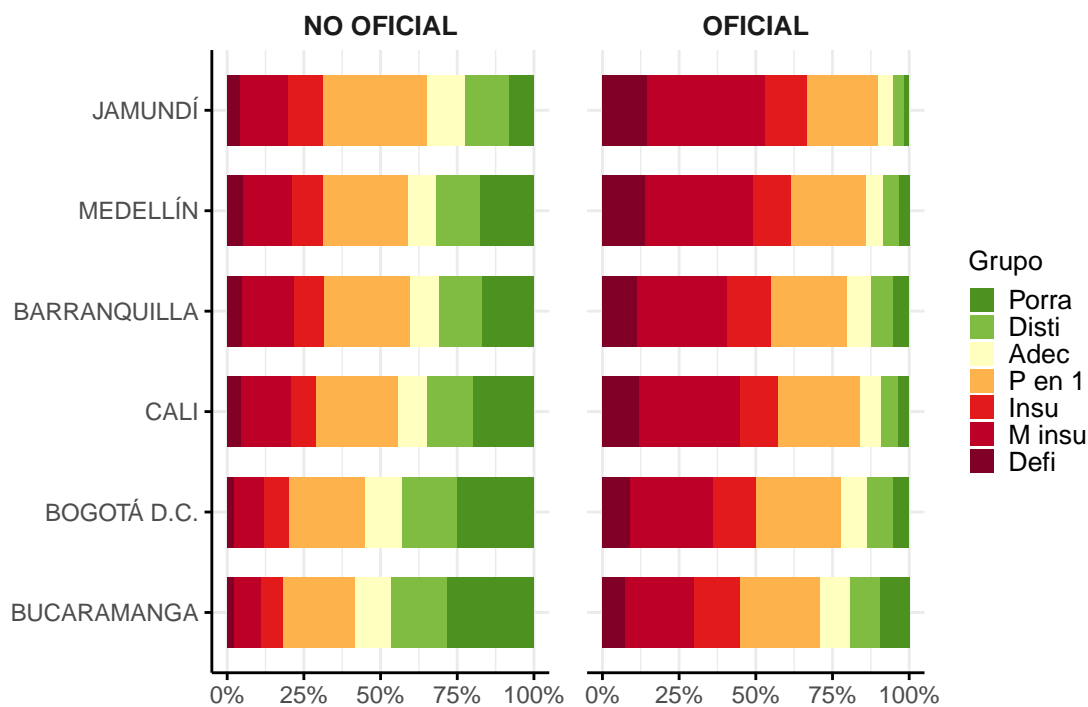 NO OFICIAL
OFICIAL
JAMUNDÍ
MEDELLÍN
BARRANQUILLA
CALI
BOGOTÁ D.C.
BUCARAMANGA
0% 25% 50% 75% 100%
0% 25% 50% 75% 100%
Grupo
Porra
Disti
Adec
P en 1
Insu
M insu
Defi